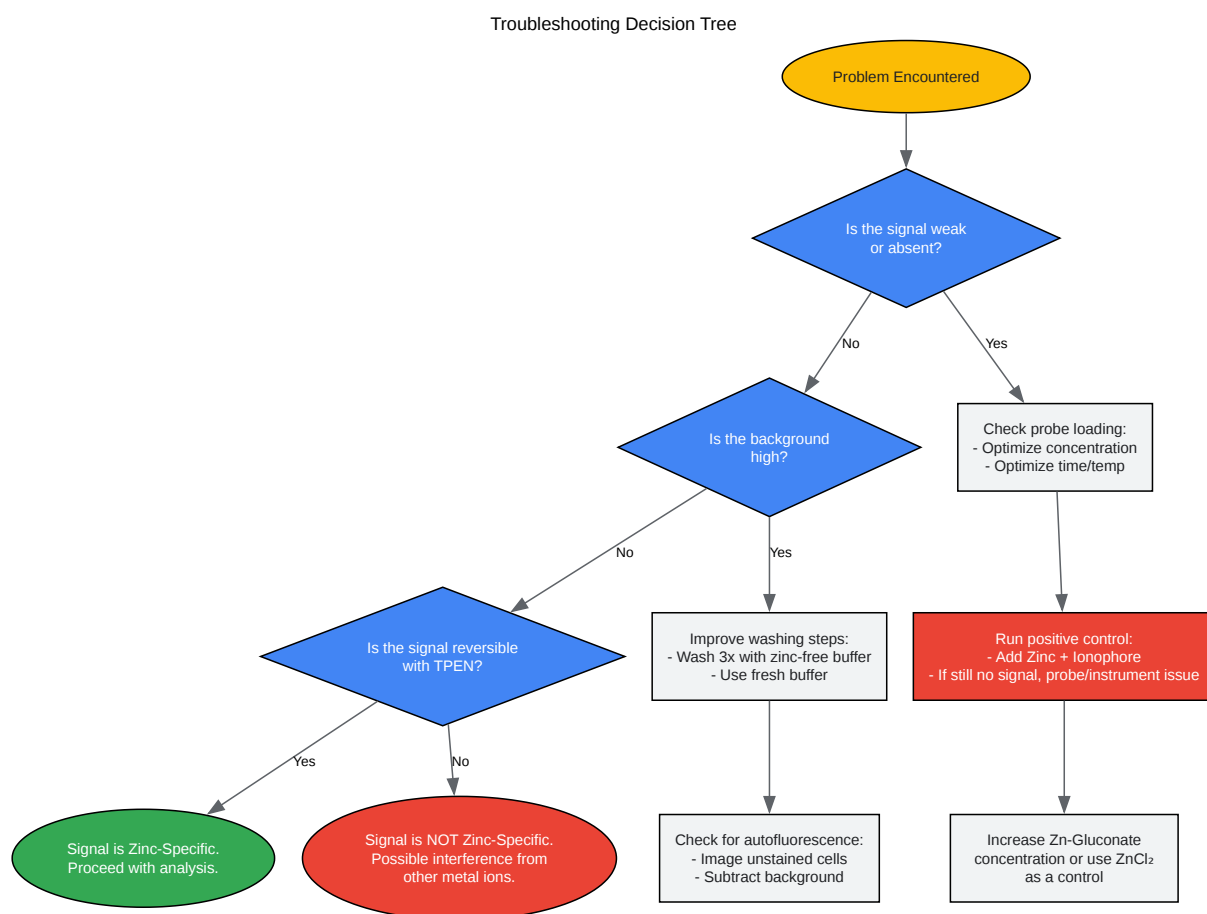 Troubleshooting Decision Tree
Problem Encountered
Is the signal weak
or absent?
No
Yes
Is the background
high?
Check probe loading:
- Optimize concentration
- Optimize time/temp
No
Yes
Is the signal reversible
with TPEN?
Improve washing steps:
- Wash 3x with zinc-free buffer
- Use fresh buffer
Run positive control:
- Add Zinc + Ionophore
- If still no signal, probe/instrument issue
Yes
No
Signal is Zinc-Specific.
Proceed with analysis.
Signal is NOT Zinc-Specific.
Possible interference from
other metal ions.
Check for autofluorescence:
- Image unstained cells
- Subtract background
Increase Zn-Gluconate
concentration or use ZnCl₂
as a control